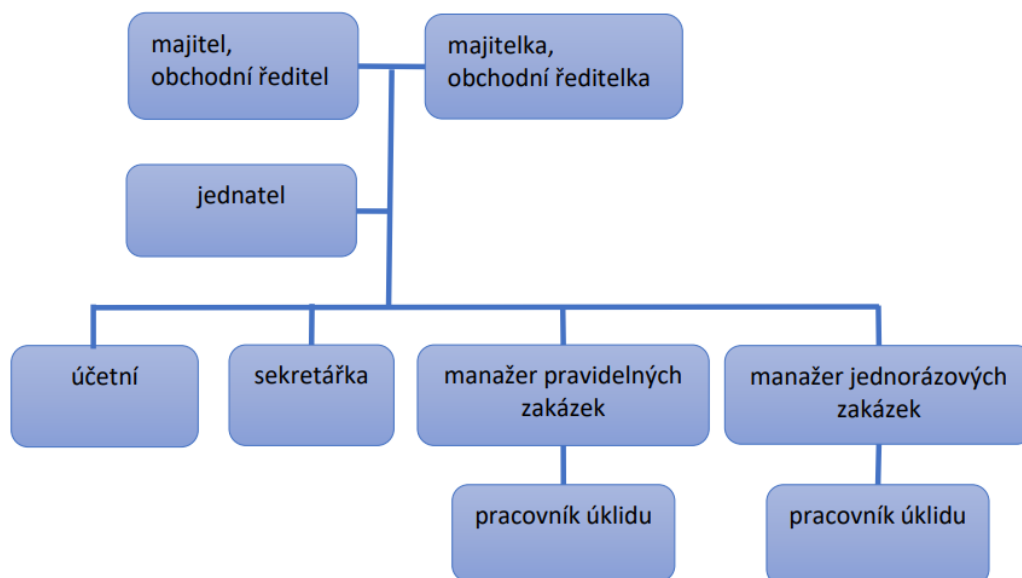 majitel,
obchodní ředitel
majitelka,
obchodní ředitelka
jednatel
účetní
sekretářka
manažer pravidelných
zakázek
manažer jednorázových
zakázek
pracovník úklidu
pracovník úklidu